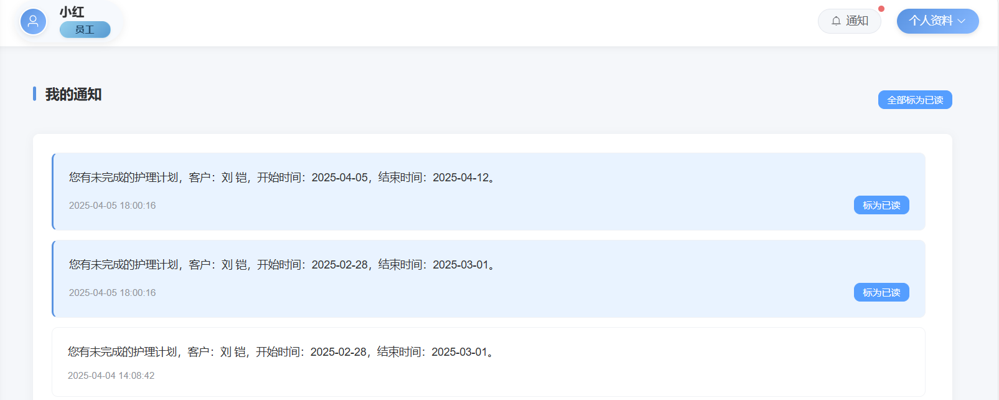 小红
员工
通知
个人资料
我的通知
全部标为已读
您有未完成的护理计划，客户：刘 铠，开始时间：2025-04-05，结束时间：2025-04-12。
2025-04-05 18:00:16
标为已读
您有未完成的护理计划，客户：刘 铠，开始时间：2025-02-28，结束时间：2025-03-01。
2025-04-05 18:00:16
标为已读
您有未完成的护理计划，客户：刘 铠，开始时间：2025-02-28，结束时间：2025-03-01。
2025-04-04 14:08:42